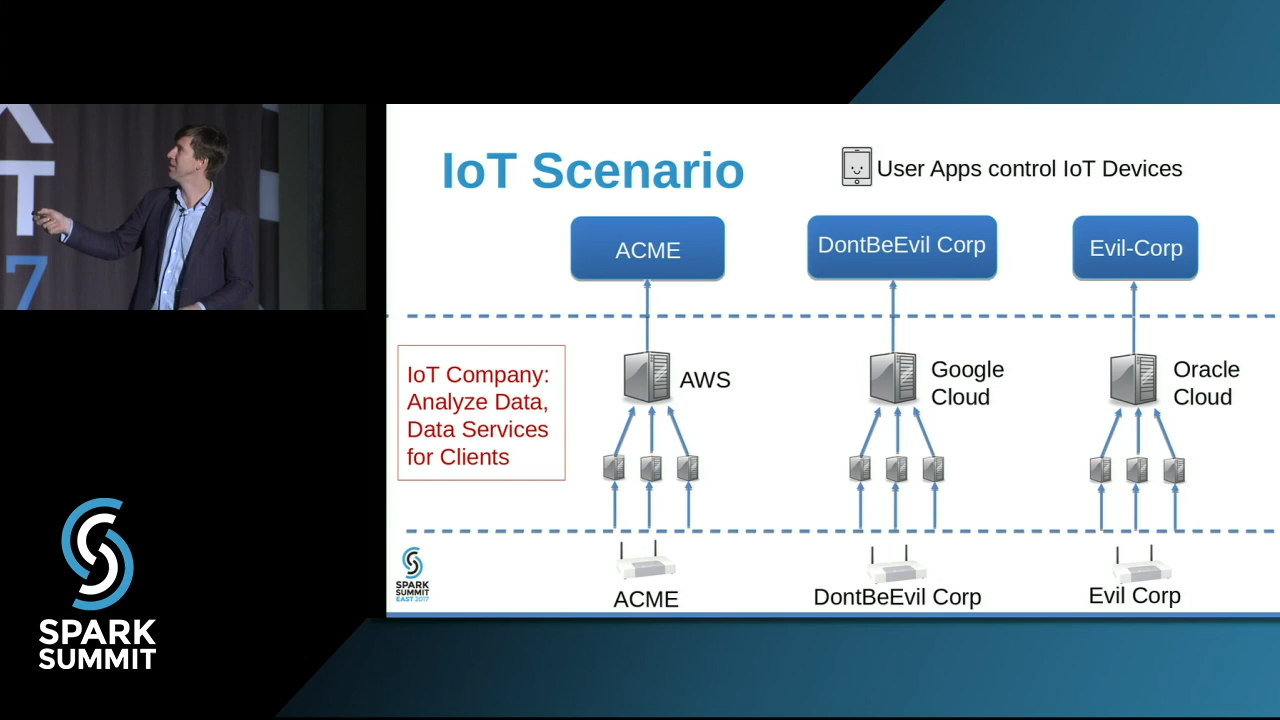 IoT Scenario
User Apps control IoT Devices
ACME
DontBeEvil Corp
Evil-Corp
IoT Company:
Analyze Data,
Data Services
for Clients
AWS
Google
Cloud
Oracle
Cloud
SPARK
SUMMIT
EAST 2017
ACME
DontBeEvil Corp
Evil Corp
T
7
SPARK
SUMMIT